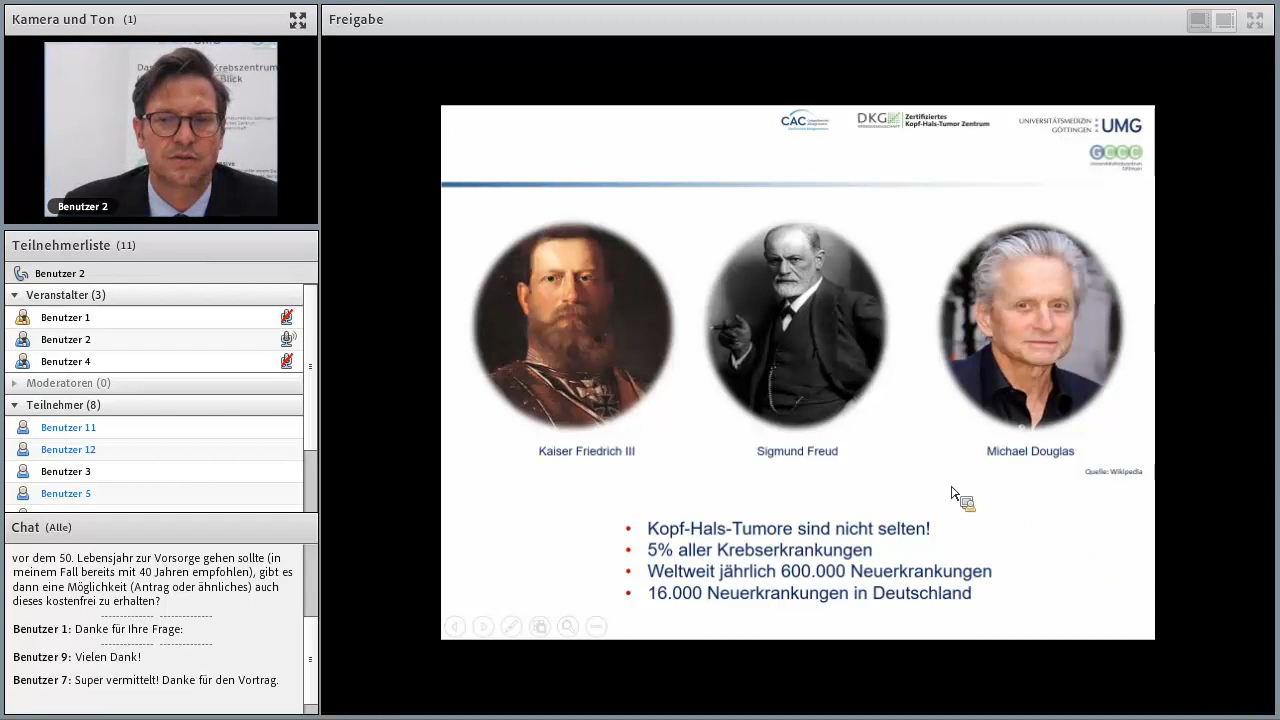 Kamera und Ton (1)
Da
Krebszentrum
Blick
Benutzer 2
Teilnehmerliste (11)
Benutzer 2
Veranstalter (3)
Benutzer 1
Benutzer 2
Benutzer 4
Moderatoren (0)
Teilnehmer (8)
Benutzer 11
Benutzer 12
Benutzer 3
Benutzer 5
Chat (Alle)
vor dem 50. Lebesjahr zur Vorsorge gehen sollte (in
meinem Fall bereits mit 40 Jahren empfohlen), gibt es
dann eine Möglichkeit (Antrag oder ähnliches) auch
dieses kostenfrei zu erhalten?
Benutzer 1: Danke für Ihre Frage:
Benutzer 9: Vielen Dank!
Benutzer 7: Super vermittelt! Danke für den Vortrag.
Freigabe
CAC
DKG
Zertifiziertes
Kopf-Hals-Tumor Zentrum
UNIVERSITÄTSMEDIZIN
GÖTTINGEN
UMG
GCCC
Kaiser Friedrich III
Sigmund Freud
Michael Douglas
Quelle: Wikipedia
• Kopf-Hals-Tumore sind nicht selten!
• 5% aller Krebserkrankungen
• Weltweit jährlich 600.000 Neuerkrankungen
• 16.000 Neuerkrankungen in Deutschland